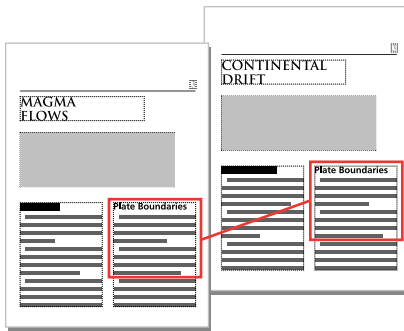 MAGMA
FLOWS
Plate Boundaries
CONTINENTAL
DRIFT
Plate Boundaries